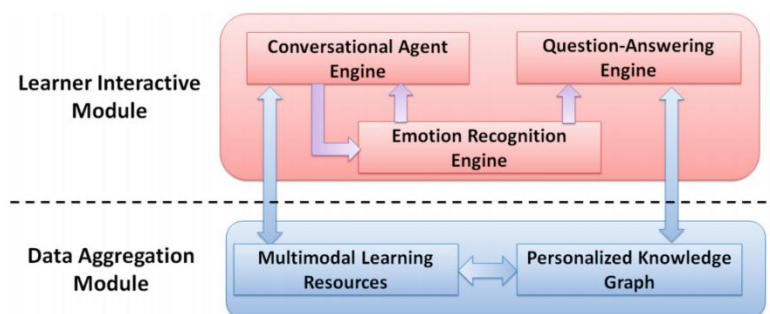 Learner Interactive
Module
Conversational Agent
Engine
Question-Answering
Engine
Emotion Recognition
Engine
Data Aggregation
Module
Multimodal Learning
Resources
Personalized Knowledge
Graph